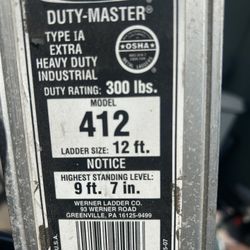 DUTY-MASTER®
TYPE IA
EXTRA
HEAVY DUTY
INDUSTRIAL
OSHA
DUTY RATING: 300 lbs.
MODEL
412
LADDER SIZE: 12 ft.
NOTICE
HIGHEST STANDING LEVEL:
9 ft. 7 in.
WERNER LADDER CO.
93 WERNER ROAD
GREENVILLE, PA 16125-9499